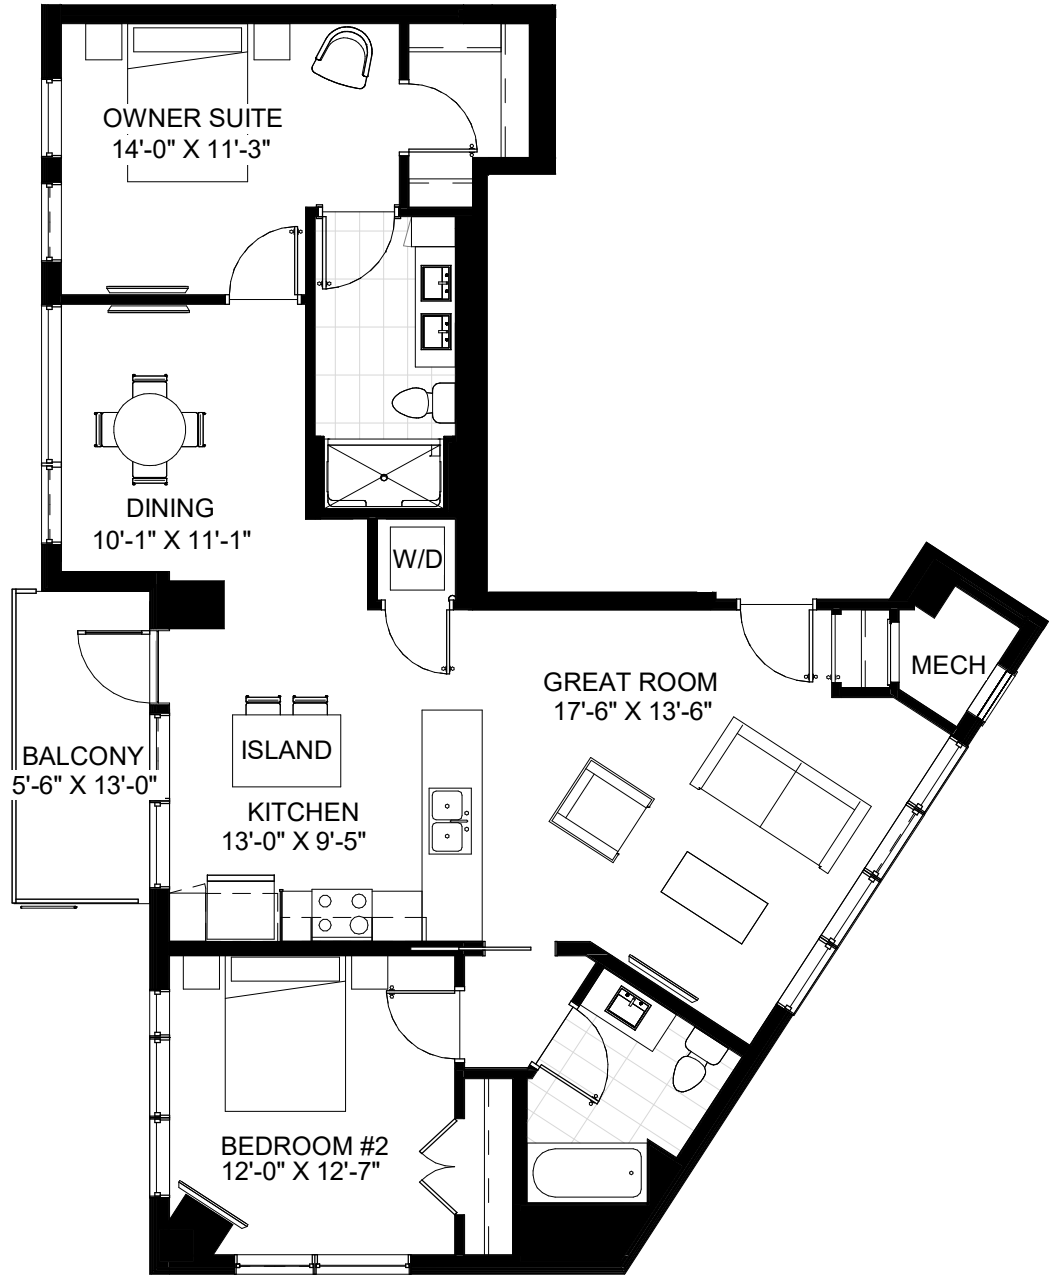 OWNER SUITE
14'-0" X 11'-3"
DINING
10'-1" X 11'-1"
W/D
MECH
GREAT ROOM
17'-6" X 13'-6"
ISLAND
BALCONY
5'-6" X 13'-0"
KITCHEN
13'-0" X 9'-5"
BEDROOM #2
12'-0" X 12'-7"